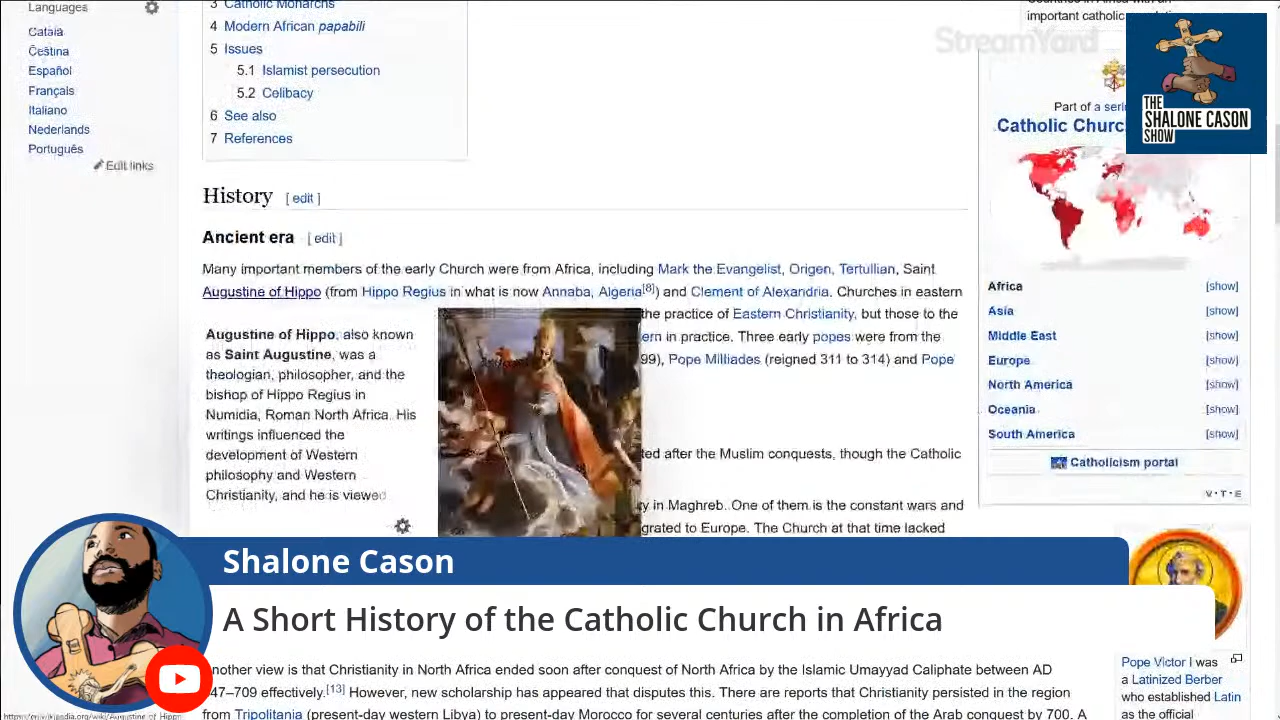 Languages
Català
Čeština
Español
Français
Italiano
Nederlands
Português
Edit links
3 Catholic Monarchs
4 Modern African papabili
5 Issues
5.1 Islamist persecution
5.2 Celibacy
6 See also
7 References
StreamYard
important catholic
Part of a seri
Catholic Churc
THE
SHALONE CASON
SHOW
History [ edit ]
Ancient era [ edit ]
Many important members of the early Church were from Africa, including Mark the Evangelist, Origen, Tertullian, Saint
Augustine of Hippo (from Hippo Regius in what is now Annaba, Algeria[8]) and Clement of Alexandria. Churches in eastern
the practice of Eastern Christianity, but those to the
ern in practice. Three early popes were from the
99), Pope Milliades (reigned 311 to 314) and Pope
Augustine of Hippo, also known
as Saint Augustine, was a
theologian, philosopher, and the
bishop of Hippo Regius in
Numidia, Roman North Africa. His
writings influenced the
development of Western
philosophy and Western
Christianity, and he is viewed
ted after the Muslim conquests, though the Catholic
y in Maghreb. One of them is the constant wars and
grated to Europe. The Church at that time lacked
Africa [show]
Asia [show]
Middle East [show]
Europe [show]
North America [show]
Oceania [show]
South America [show]
Catholicism portal
V · T · E
Shalone Cason
A Short History of the Catholic Church in Africa
nother view is that Christianity in North Africa ended soon after conquest of North Africa by the Islamic Umayyad Caliphate between AD
47–709 effectively.[13] However, new scholarship has appeared that disputes this. There are reports that Christianity persisted in the region
from Tripolitania (present-day western Libya) to present-day Morocco for several centuries after the completion of the Arab conquest by 700. A
Pope Victor I was
a Latinized Berber
who established Latin
as the official
https://en.wikipedia.org/wiki/Augustine_of_Hippo